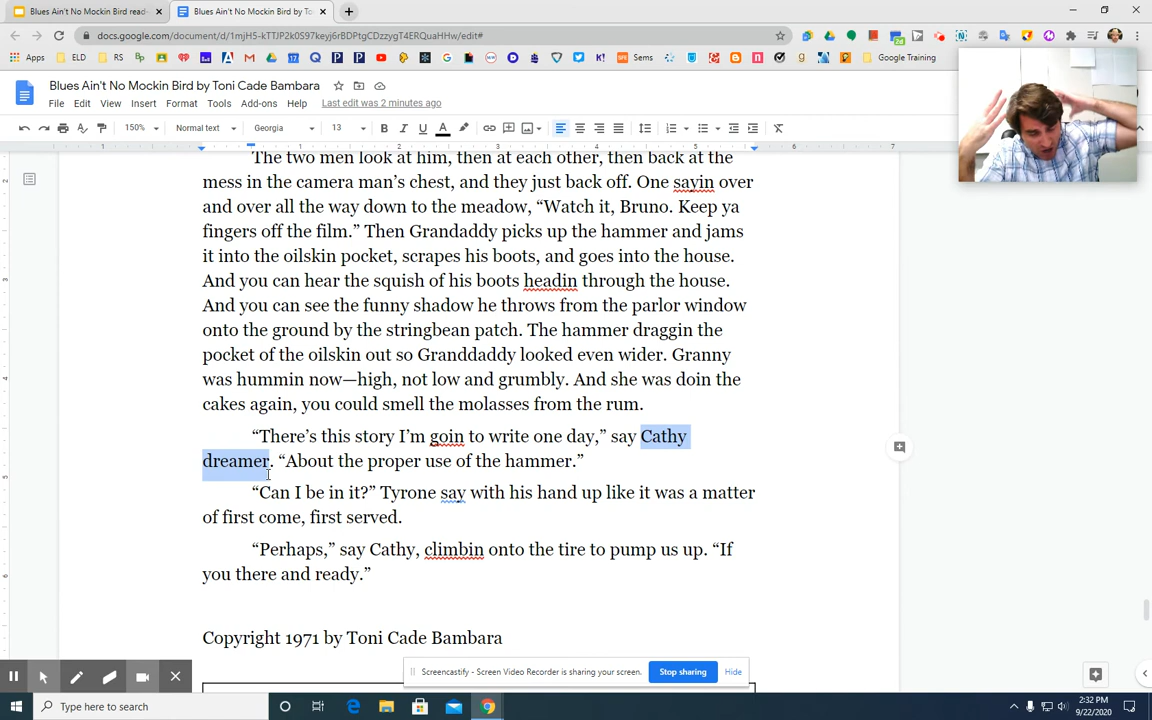 Blues Ain't No Mockin Bird read-
Blues Ain't No Mockin Bird by To
docs.google.com/document/d/1mjH5-kTTJP2k0S97keyj6rBDPtgCDzzygT4ERQuaHHw/edit#
Apps
ELD
RS
Bp
Sems
Google Training
Blues Ain't No Mockin Bird by Toni Cade Bambara
File Edit View Insert Format Tools Add-ons Help Last edit was 2 minutes ago
150% Normal text Georgia 13 B I U A
1 1 2 3 4 5 6 7
The two men look at him, then at each other, then back at the
mess in the camera man’s chest, and they just back off. One sayin over
and over all the way down to the meadow, “Watch it, Bruno. Keep ya
fingers off the film.” Then Grandaddy picks up the hammer and jams
it into the oilskin pocket, scrapes his boots, and goes into the house.
And you can hear the squish of his boots headin through the house.
And you can see the funny shadow he throws from the parlor window
onto the ground by the stringbean patch. The hammer draggin the
pocket of the oilskin out so Granddaddy looked even wider. Granny
was hummin now—high, not low and grumbly. And she was doin the
cakes again, you could smell the molasses from the rum.
“There’s this story I’m goin to write one day,” say Cathy
dreamer. “About the proper use of the hammer.”
“Can I be in it?” Tyrone say with his hand up like it was a matter
of first come, first served.
“Perhaps,” say Cathy, climbin onto the tire to pump us up. “If
you there and ready.”
Copyright 1971 by Toni Cade Bambara
Screencastify - Screen Video Recorder is sharing your screen. Stop sharing Hide
Type here to search
2:32 PM
9/22/2020